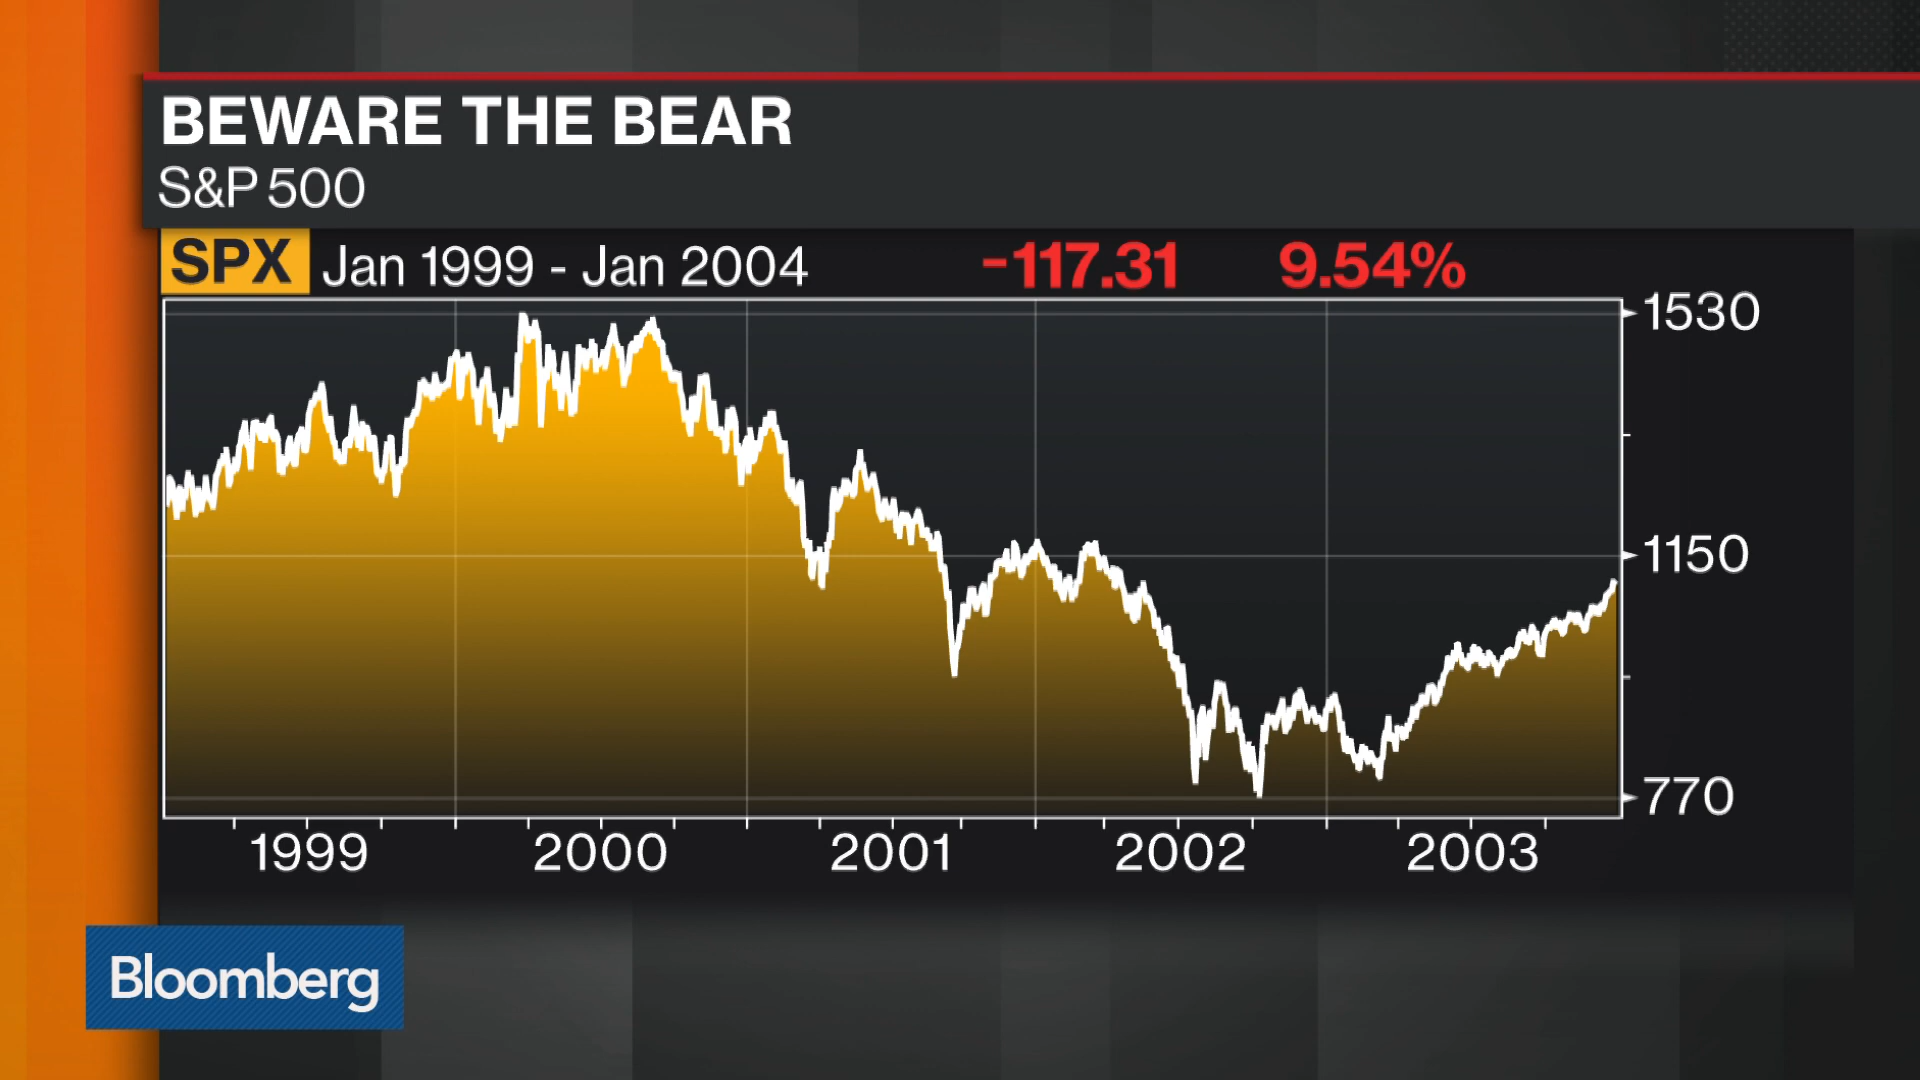 BEWARE THE BEAR
S&P 500
SPX Jan 1999 - Jan 2004 -117.31 9.54%
1530
1150
770
1999 2000 2001 2002 2003
Bloomberg